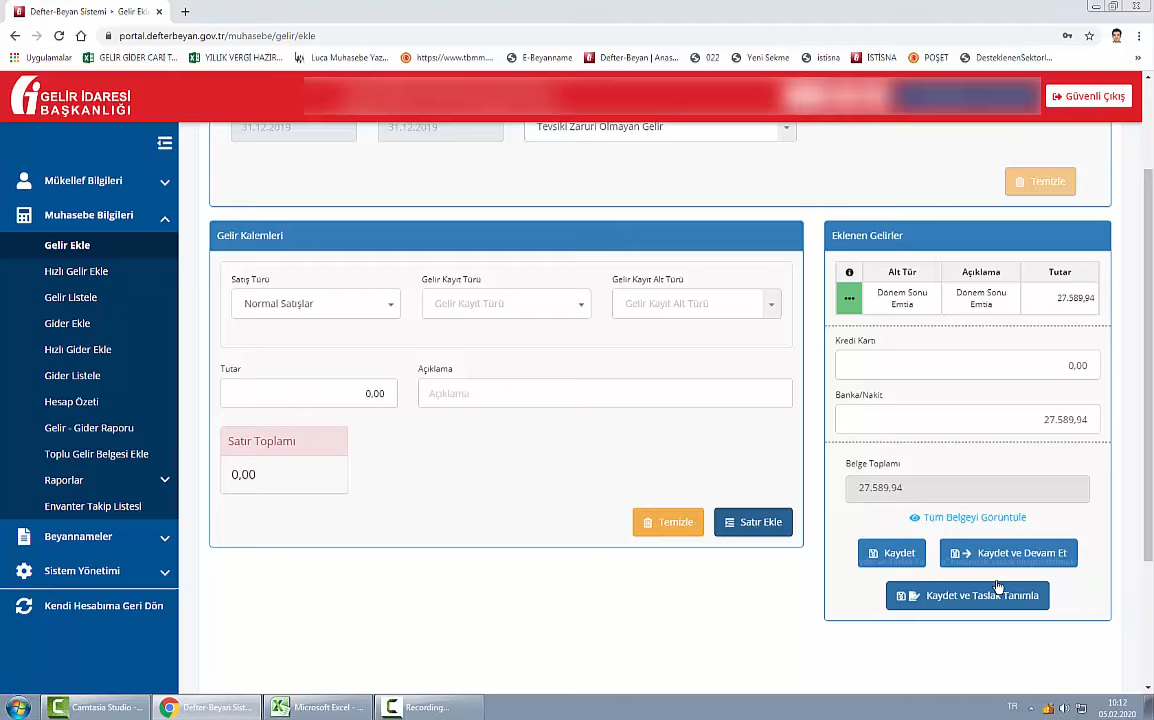 Defter-Beyan Sistemi > Gelir Ekl
portal.defterbeyan.gov.tr/muhasebe/gelir/ekle
Uygulamalar GELİR GİDER CARİ T... YILLIK VERGİ HAZIR... Luca Muhasebe Yaz... https://www.tbmm.... E-Beyanname Defter-Beyan | Anas... 022 Yeni Sekme istisna İSTİSNA POŞET DesteklenenSektorl... »
GELİR İDARESİ
BAŞKANLIĞI
Güvenli Çıkış
31.12.2019 31.12.2019 Tevsiki Zaruri Olmayan Gelir
Temizle
Mükellef Bilgileri
Muhasebe Bilgileri
Gelir Ekle
Hızlı Gelir Ekle
Gelir Listele
Gider Ekle
Hızlı Gider Ekle
Gider Listele
Hesap Özeti
Gelir - Gider Raporu
Toplu Gelir Belgesi Ekle
Raporlar
Envanter Takip Listesi
Beyannameler
Sistem Yönetimi
Kendi Hesabıma Geri Dön
Gelir Kalemleri
Satış Türü Gelir Kayıt Türü Gelir Kayıt Alt Türü
Normal Satışlar Gelir Kayıt Türü Gelir Kayıt Alt Türü
Tutar Açıklama
0,00 Açıklama
Satır Toplamı
0,00
Temizle Satır Ekle
Eklenen Gelirler
Alt Tür Açıklama Tutar
Dönem Sonu Emtia Dönem Sonu Emtia 27.589,94
Kredi Kartı
0,00
Banka/Nakit
27.589,94
Belge Toplamı
27.589,94
Tüm Belgeyi Görüntüle
Kaydet Kaydet ve Devam Et
Kaydet ve Taslak Tanımla
Camtasia Studio -... Defter-Beyan Sist... Microsoft Excel - ... Recording...
TR 10:12
05.02.2020